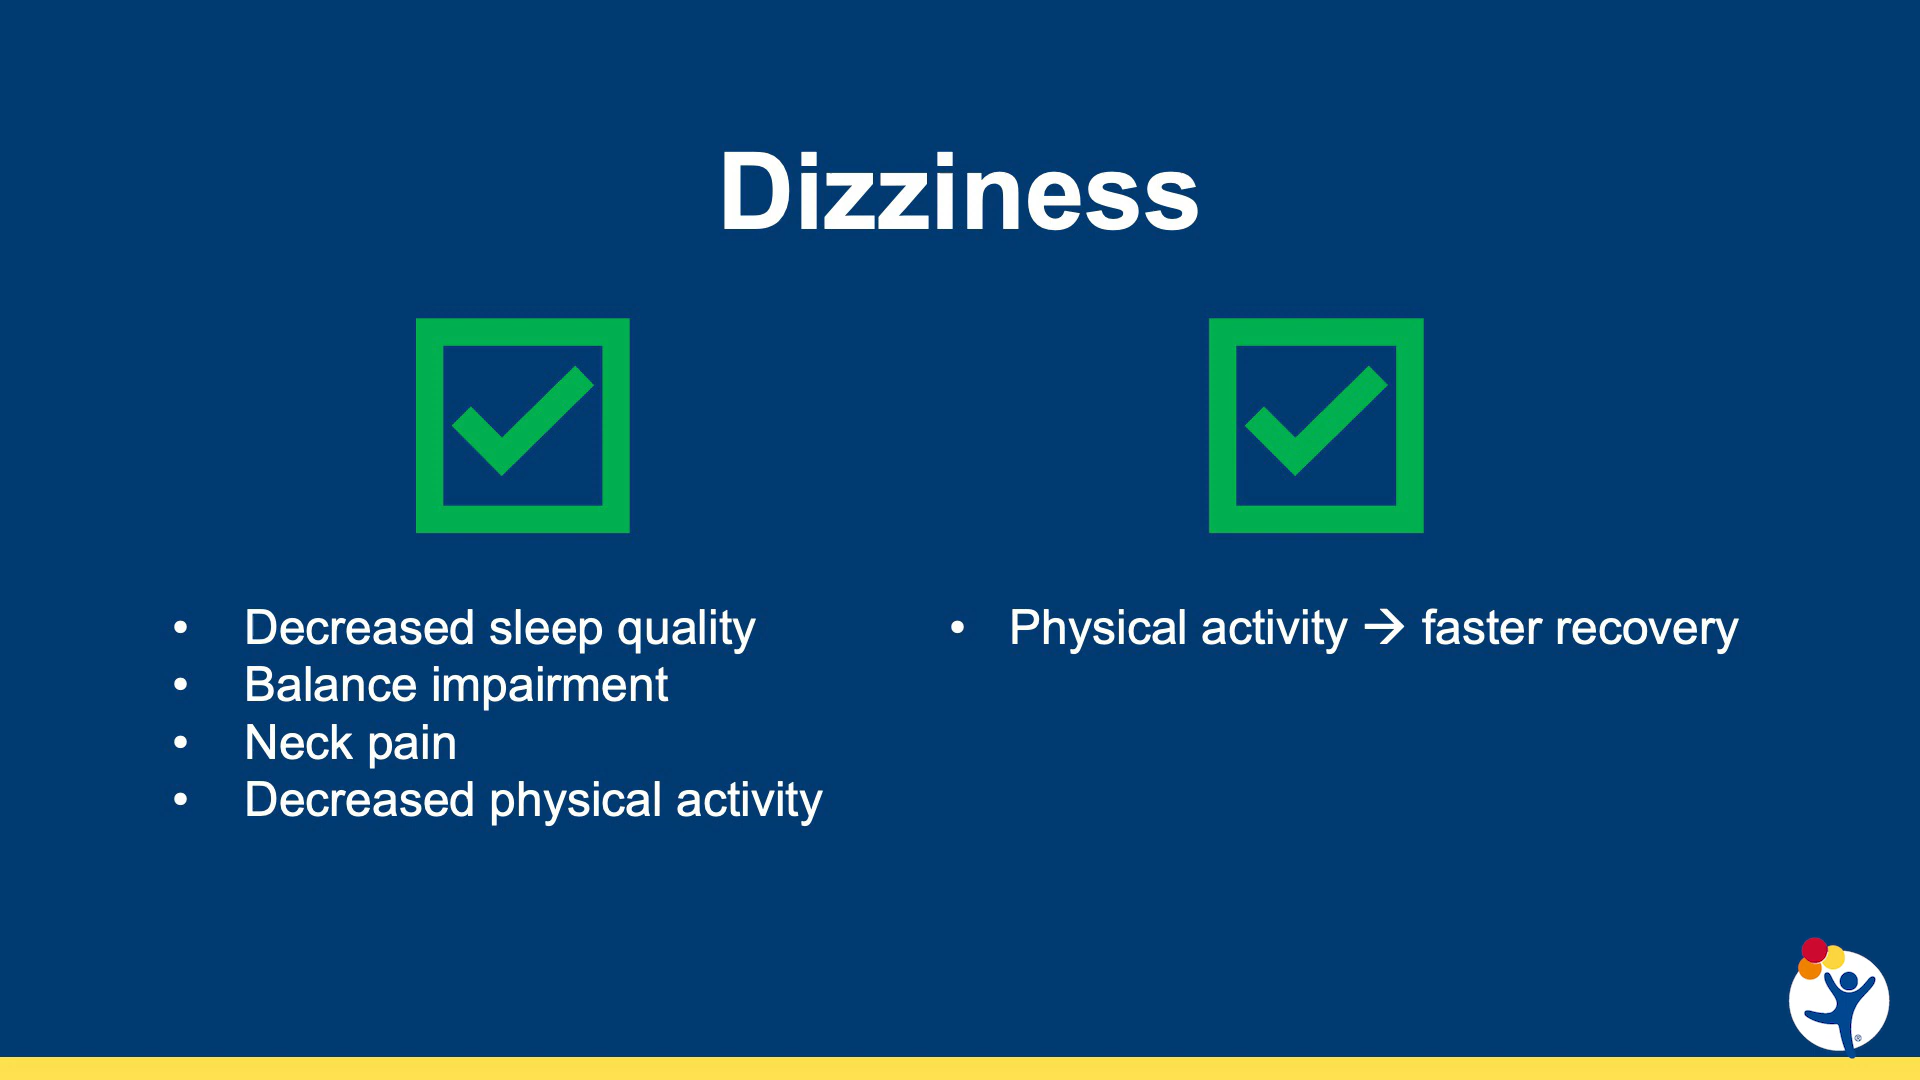 Dizziness
• Decreased sleep quality
• Balance impairment
• Neck pain
• Decreased physical activity
• Physical activity → faster recovery
®